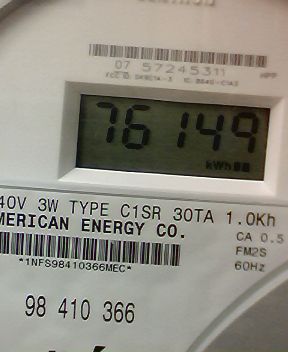 07 57245311
76149
kWh
40V 3W TYPE C1SR 30TA 1.0Kh
MERICAN ENERGY CO.
CA 0.5
*1NFS98410366MEC*
FM2S
60Hz
98 410 366